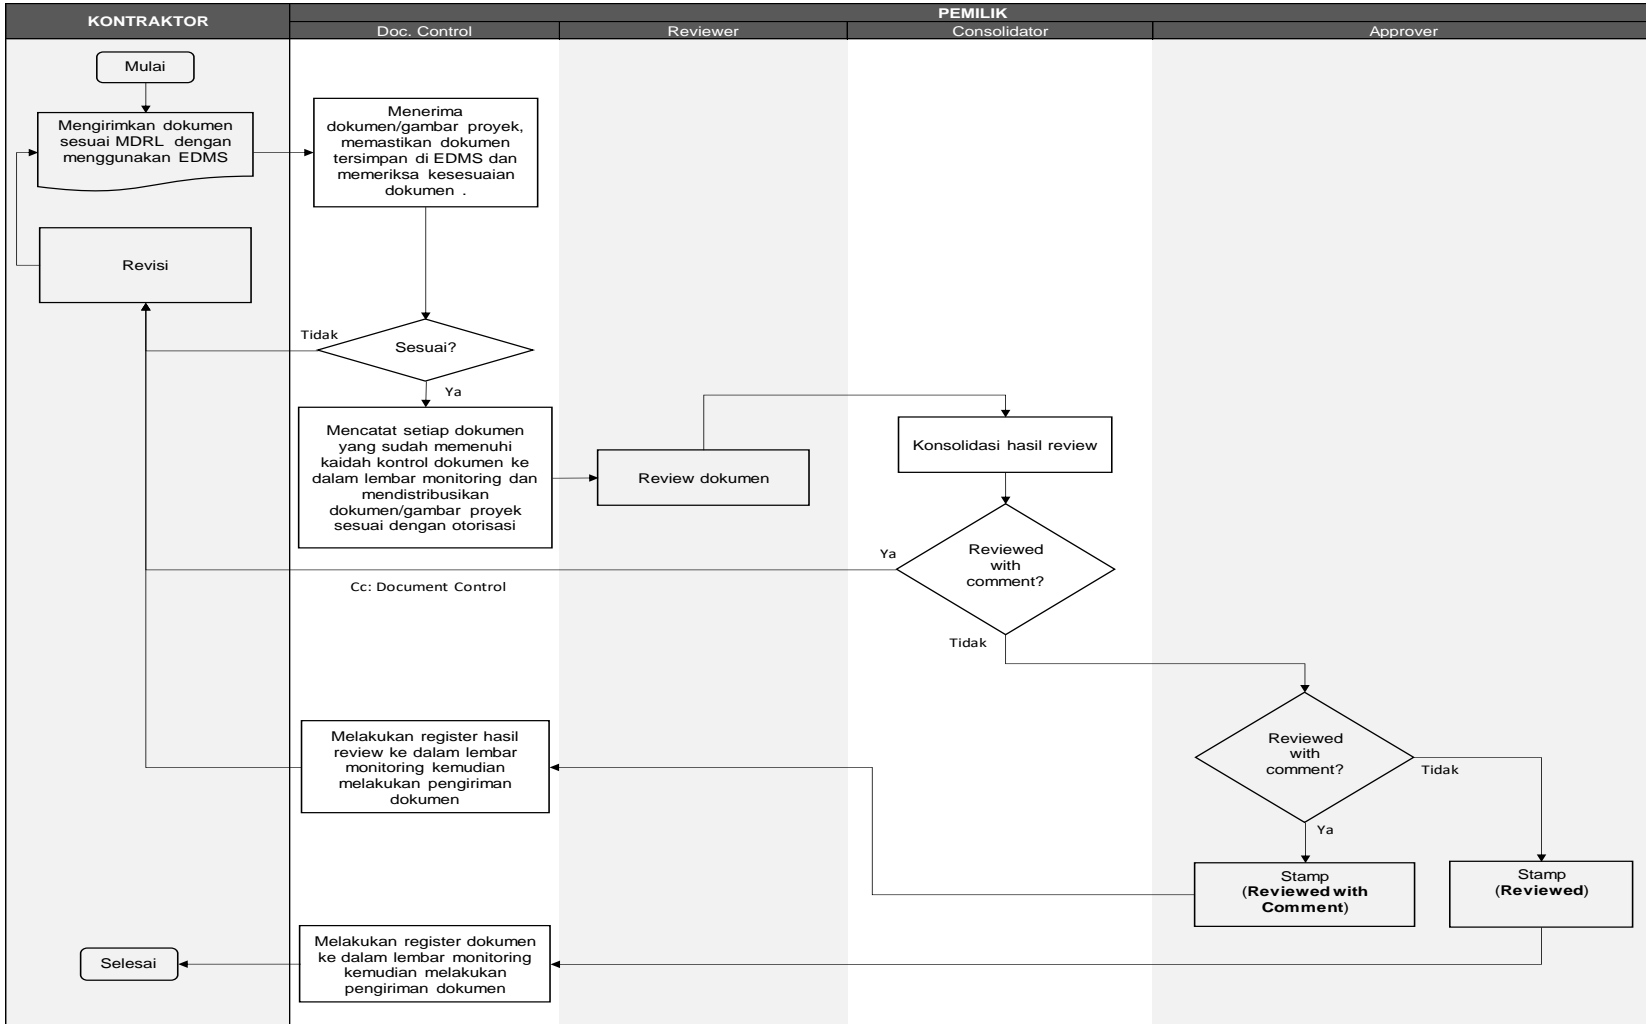 KONTRAKTOR
PEMILIK
Doc. Control
Reviewer
Consolidator
Approver
Mulai
Mengirimkan dokumen
sesuai MDRL dengan
menggunakan EDMS
Menerima
dokumen/gambar proyek,
memastikan dokumen
tersimpan di EDMS dan
memeriksa kesesuaian
dokumen .
Revisi
Tidak
Sesuai?
Ya
Mencatat setiap dokumen
yang sudah memenuhi
kaidah kontrol dokumen ke
dalam lembar monitoring dan
mendistribusikan
dokumen/gambar proyek
sesuai dengan otorisasi
Review dokumen
Konsolidasi hasil review
Ya
Reviewed
with
comment?
Cc: Document Control
Tidak
Melakukan register hasil
review ke dalam lembar
monitoring kemudian
melakukan pengiriman
dokumen
Reviewed
with
comment?
Tidak
Ya
Stamp
(Reviewed with
Comment)
Stamp
(Reviewed)
Selesai
Melakukan register dokumen
ke dalam lembar monitoring
kemudian melakukan
pengiriman dokumen